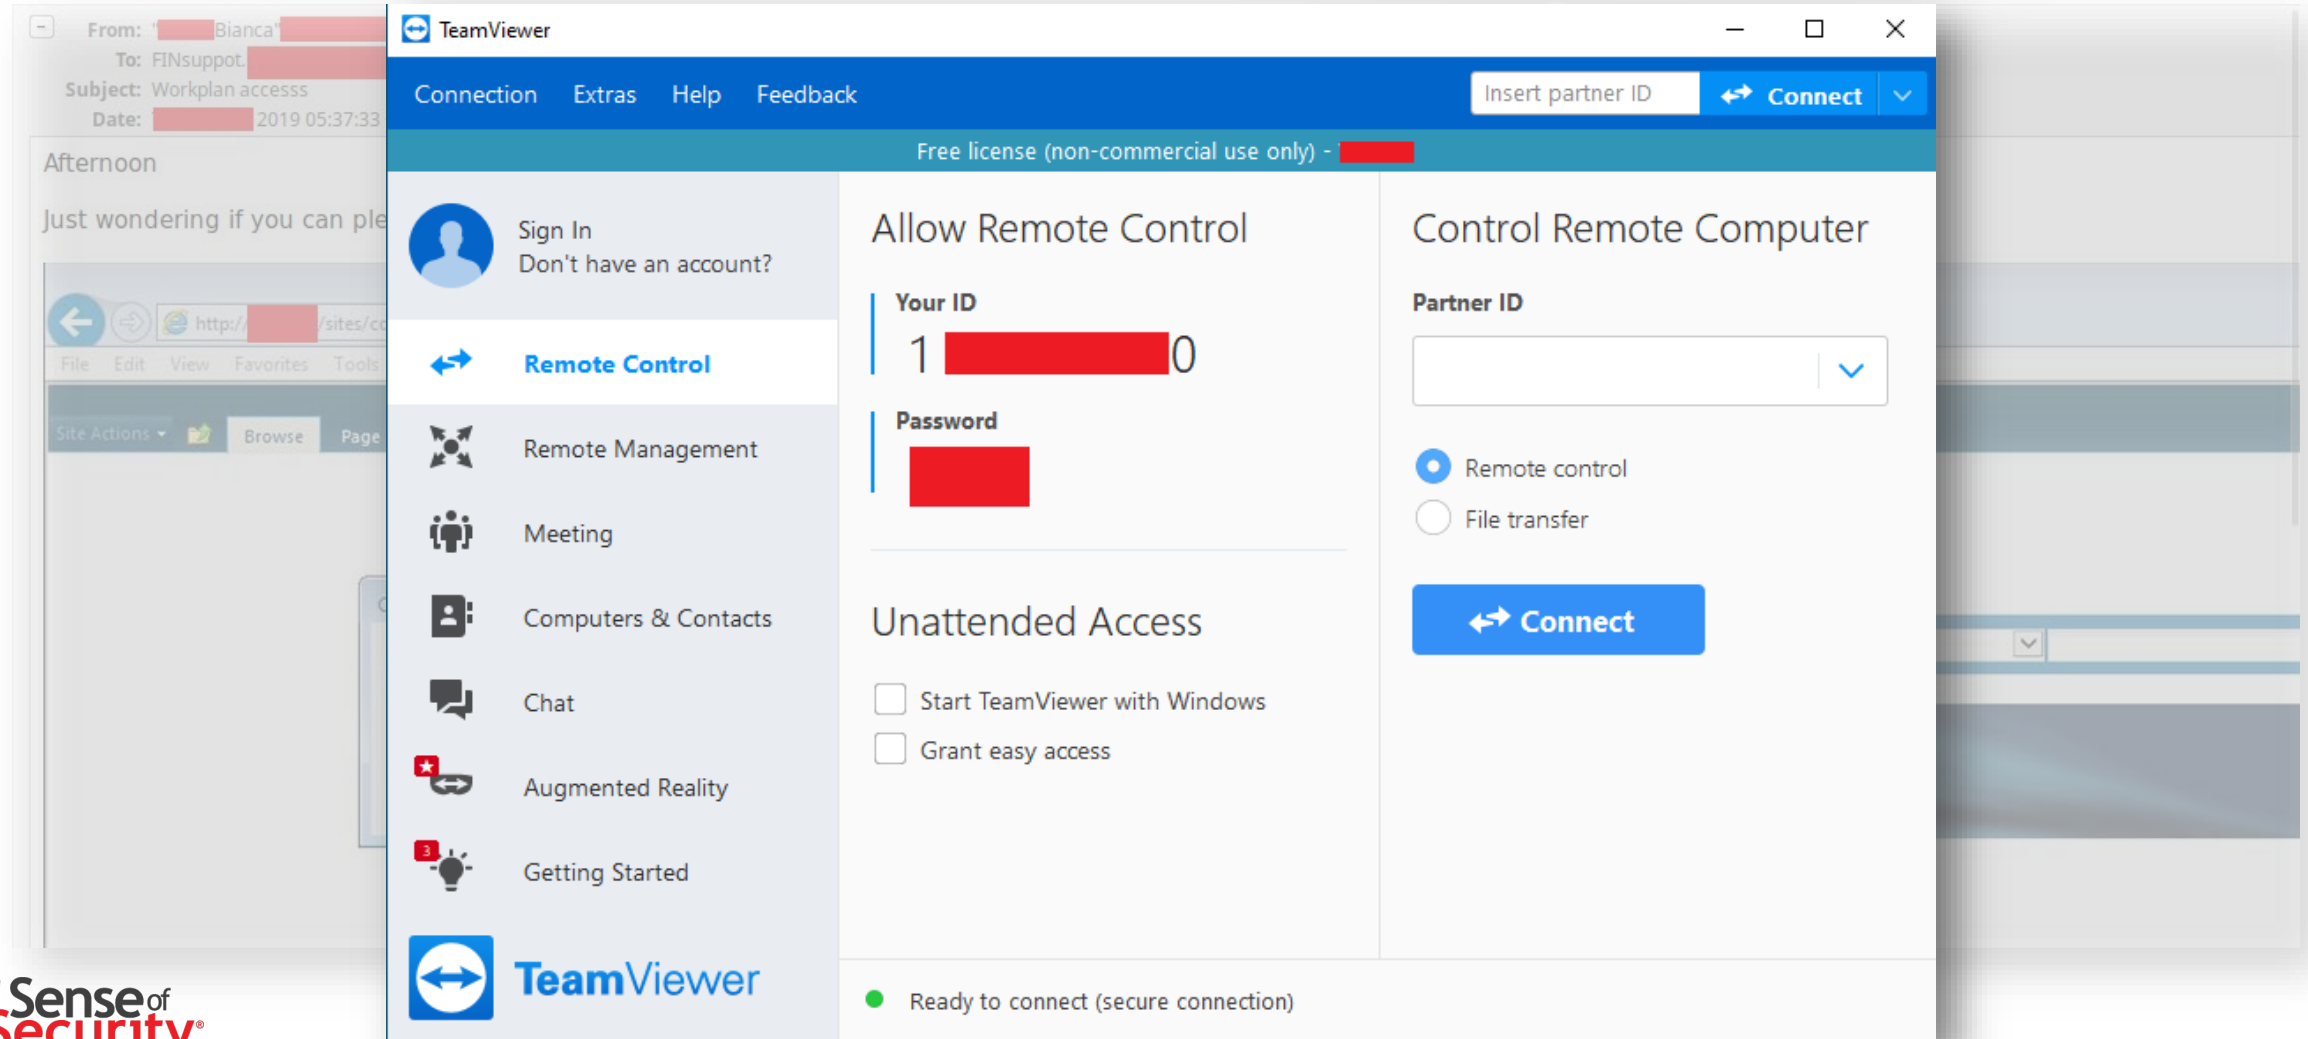 From: " Bianca"
To: FINsuppot.
Subject: Workplan accesss
Date: 2019 05:37:33
Afternoon
Just wondering if you can ple
http:// /sites/co
File Edit View Favorites Tools
Site Actions Browse Page
TeamViewer
Connection Extras Help Feedback
Insert partner ID Connect
Free license (non-commercial use only) -
Sign In
Don't have an account?
Remote Control
Remote Management
Meeting
Computers & Contacts
Chat
Augmented Reality
3
Getting Started
TeamViewer
Allow Remote Control
Your ID
1 0
Password
Unattended Access
Start TeamViewer with Windows
Grant easy access
Control Remote Computer
Partner ID
Remote control
File transfer
Connect
Ready to connect (secure connection)
Sense of
Security®